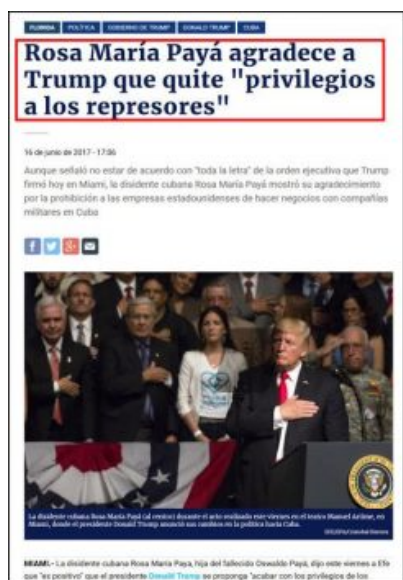 FLORIDA POLÍTICA GOBIERNO DE TRUMP DONALD TRUMP CUBA
Rosa María Payá agradece a
Trump que quite "privilegios
a los represores"
16 de junio de 2017 - 17:36
Aunque señaló no estar de acuerdo con "toda la letra" de la orden ejecutiva que Trump
firmó hoy en Miami, la disidente cubana Rosa María Payá mostró su agradecimiento
por la prohibición a las empresas estadounidenses de hacer negocios con compañías
militares en Cuba
La disidente cubana Rosa María Payá (al centro) durante el acto realizado este viernes en el teatro Manuel Artime, en
Miami, donde el presidente Donald Trump anunció sus cambios en la política hacia Cuba.
MIAMI.- La disidente cubana Rosa María Paya, hija del fallecido Oswaldo Payá, dijo este viernes a Efe
que "es positivo" que el presidente Donald Trump se proponga "acabar con los privilegios de los